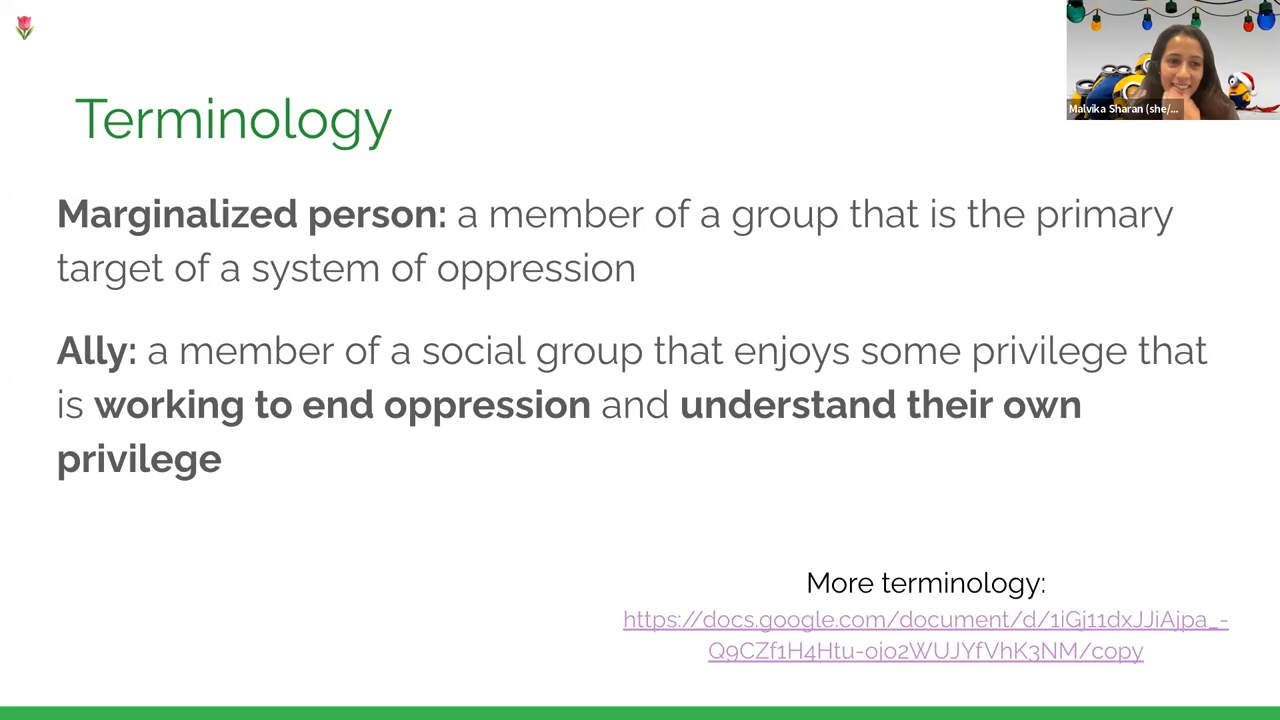 Malvika Sharan (she/...
Terminology
Marginalized person: a member of a group that is the primary
target of a system of oppression
Ally: a member of a social group that enjoys some privilege that
is working to end oppression and understand their own
privilege
More terminology:
https://docs.google.com/document/d/1iGj11dxJJiAjpa_-
Q9CZf1H4Htu-ojo2WUJYfVhK3NM/copy